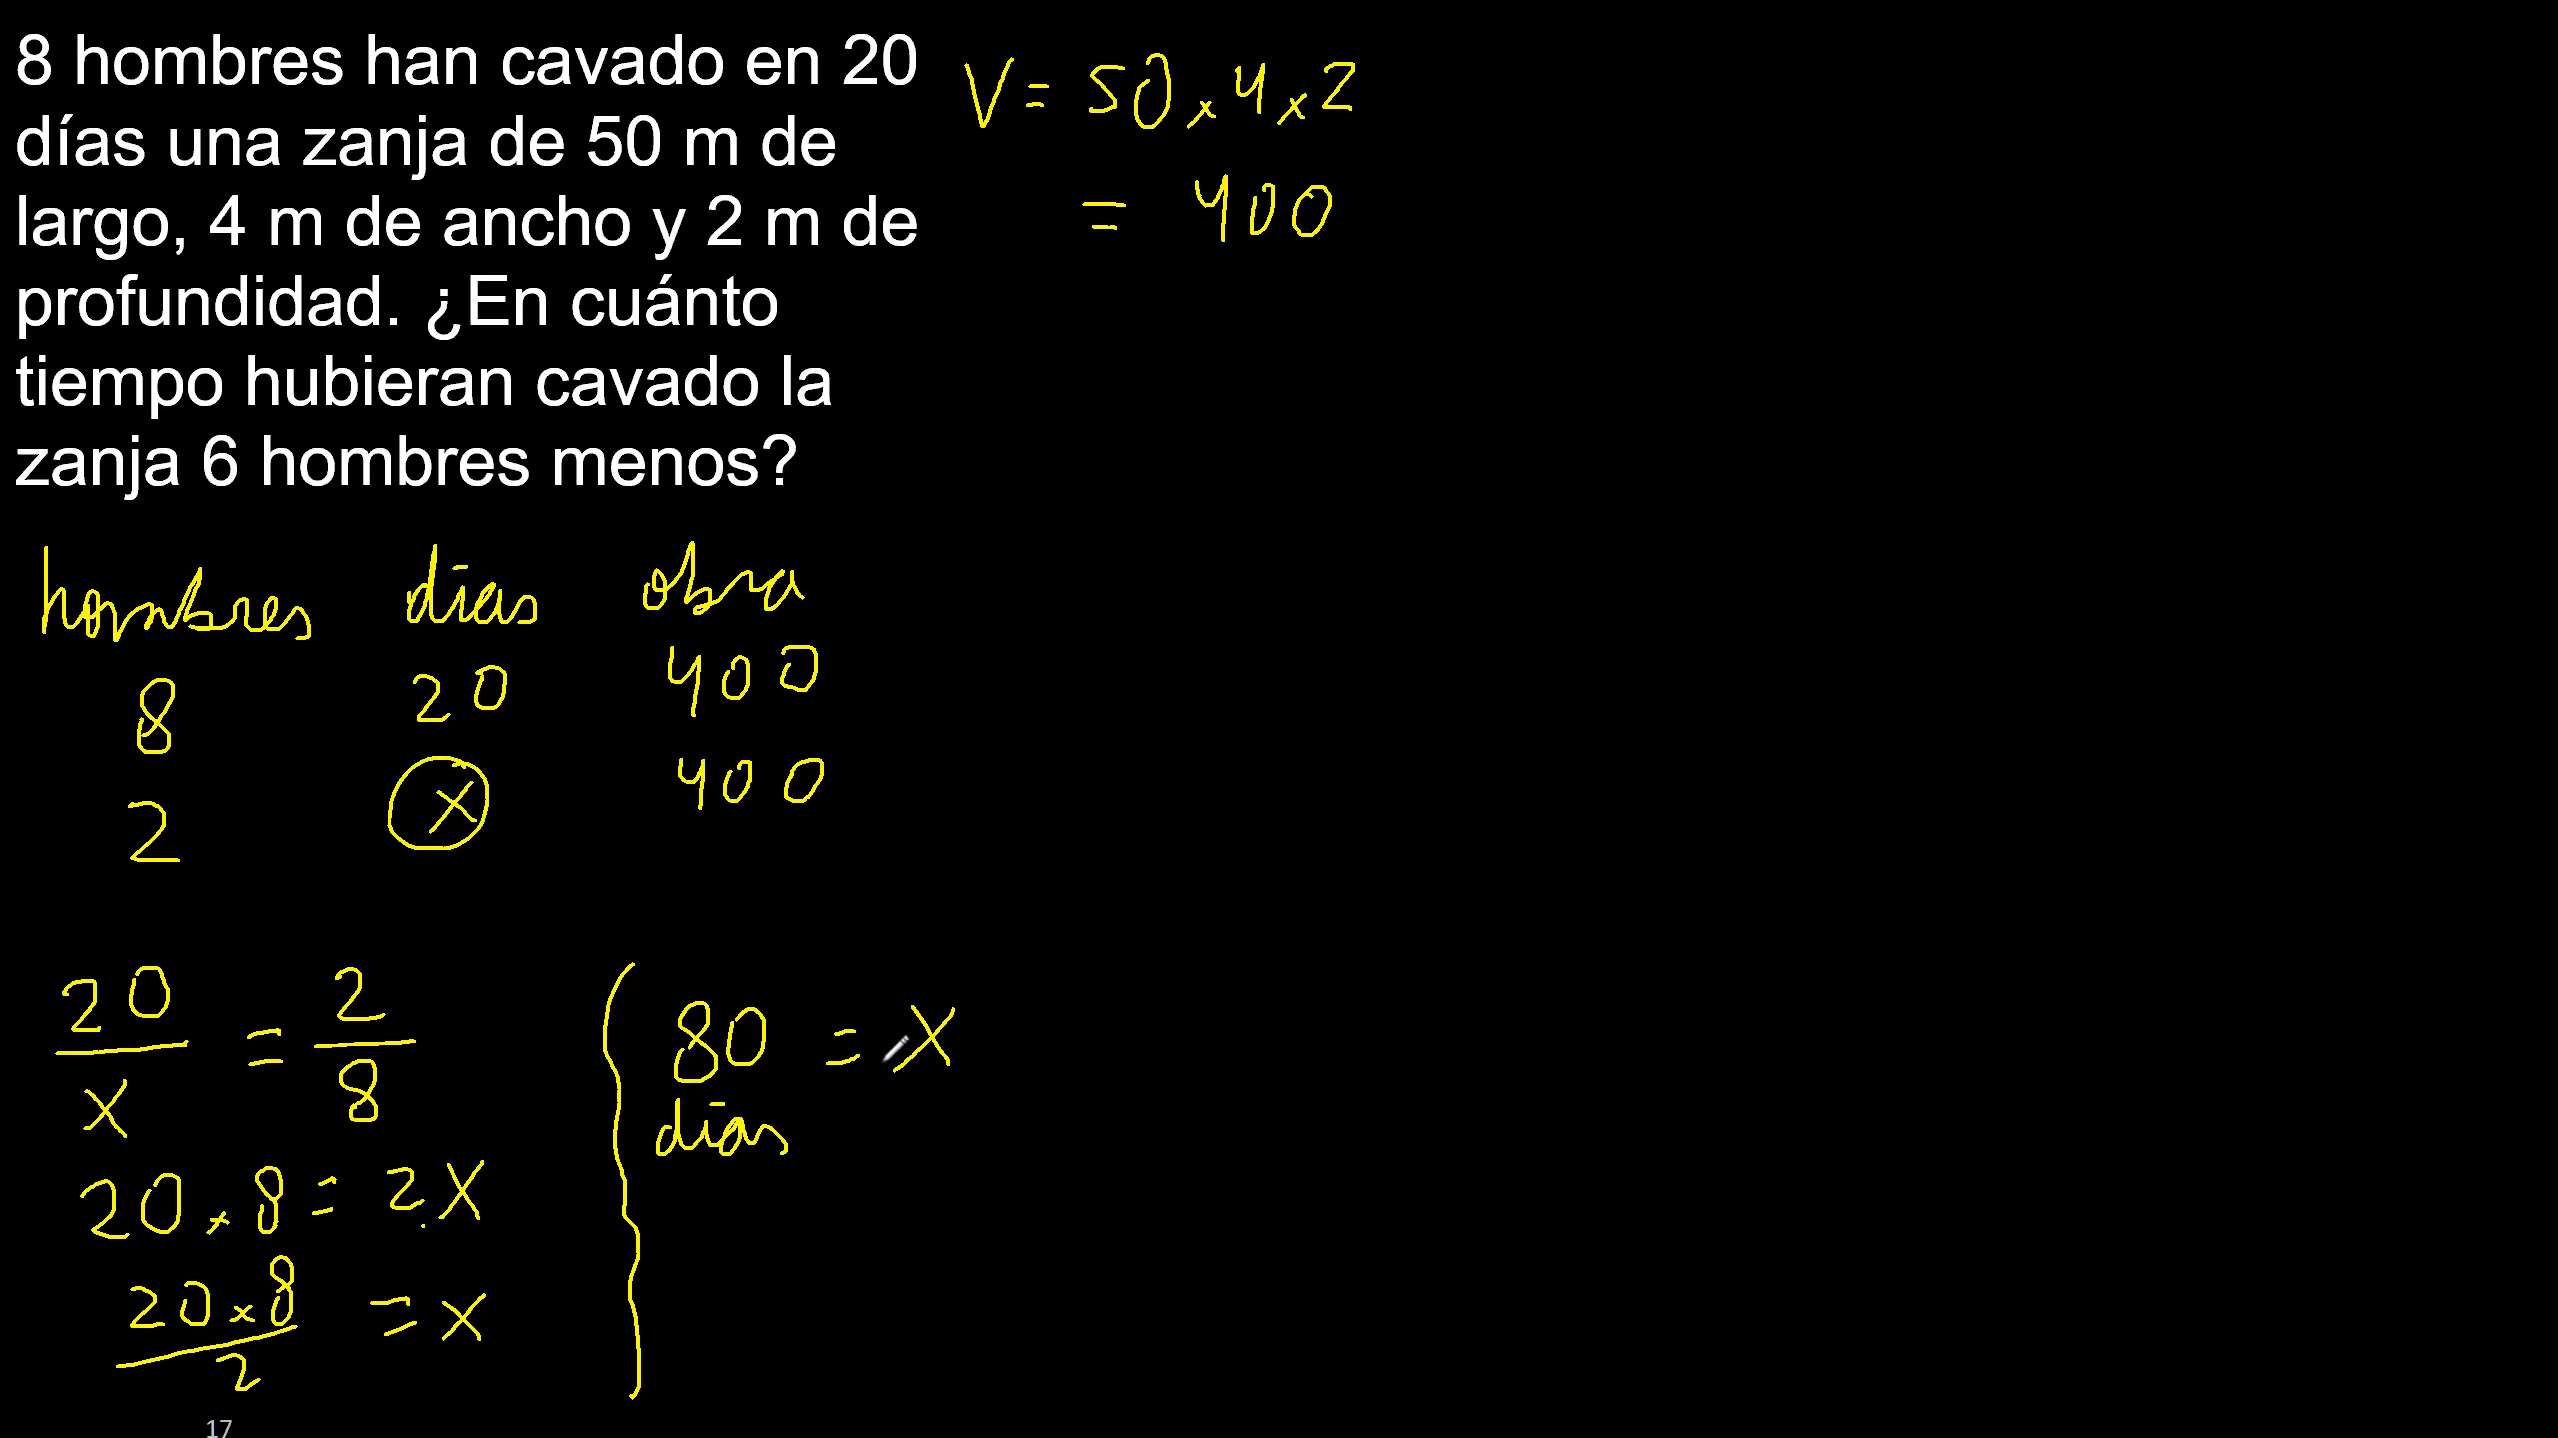 8 hombres han cavado en 20
días una zanja de 50 m de
largo, 4 m de ancho y 2 m de
profundidad. ¿En cuánto
tiempo hubieran cavado la
zanja 6 hombres menos?
V = 50 x 4 x 2
= 400
hombres días obra
8 20 400
2 x 400
20/x = 2/8
20 x 8 = 2.x
20 x 8/2 = x
80 = x
días
17